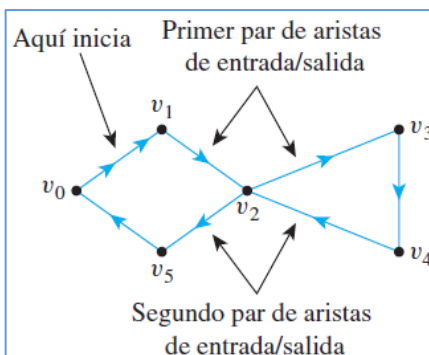 Aquí inicia
Primer par de aristas
de entrada/salida
v1
v3
v0
v2
v5
v4
Segundo par de aristas
de entrada/salida